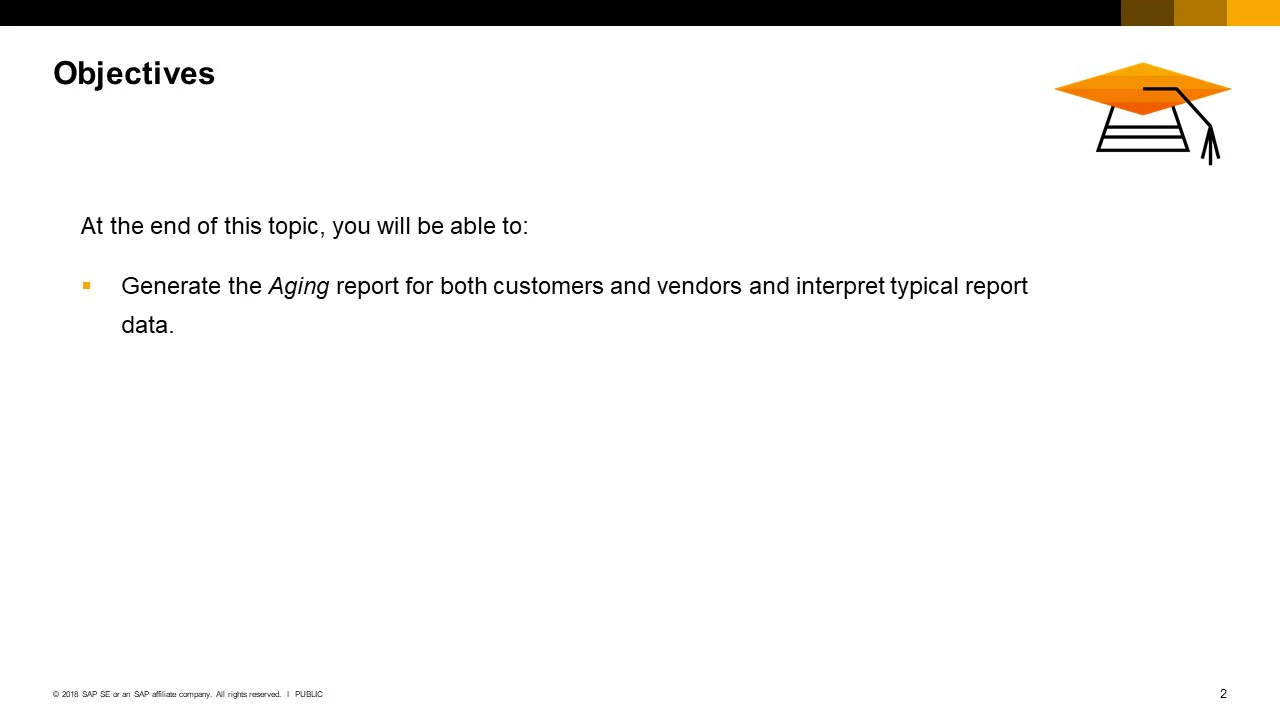 Objectives
At the end of this topic, you will be able to:
▪ Generate the Aging report for both customers and vendors and interpret typical report
data.
© 2018 SAP SE or an SAP affiliate company. All rights reserved. | PUBLIC
2